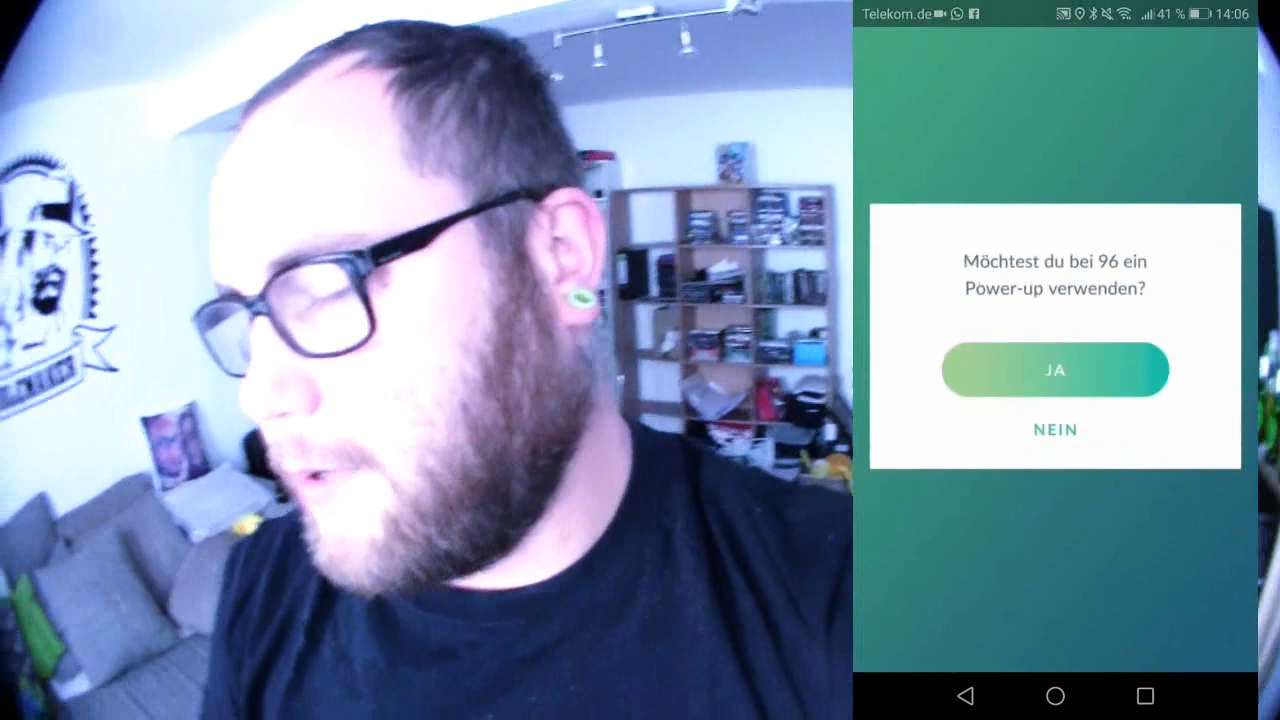 Telekom.de 41 % 14:06
Möchtest du bei 96 ein
Power-up verwenden?
JA
NEIN